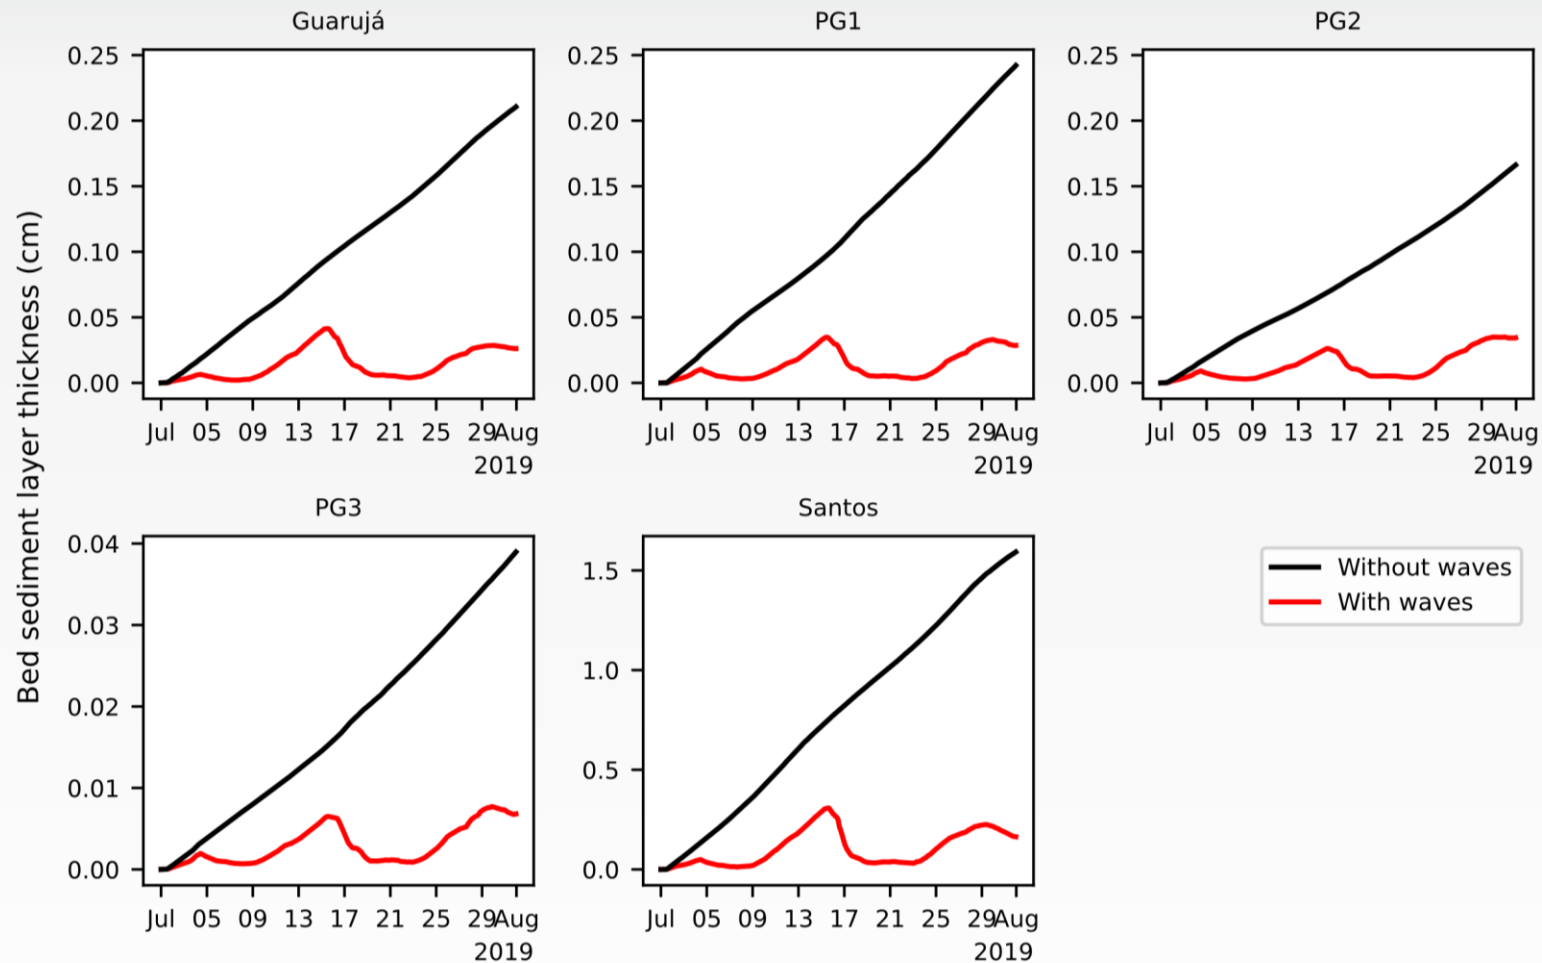 Guarujá
PG1
PG2
Bed sediment layer thickness (cm)
0.25
0.20
0.15
0.10
0.05
0.00
Jul 05 09 13 17 21 25 29 Aug
2019
0.25
0.20
0.15
0.10
0.05
0.00
Jul 05 09 13 17 21 25 29 Aug
2019
0.25
0.20
0.15
0.10
0.05
0.00
Jul 05 09 13 17 21 25 29 Aug
2019
PG3
Santos
0.04
0.03
0.02
0.01
0.00
Jul 05 09 13 17 21 25 29 Aug
2019
1.5
1.0
0.5
0.0
Jul 05 09 13 17 21 25 29 Aug
2019
Without waves
With waves